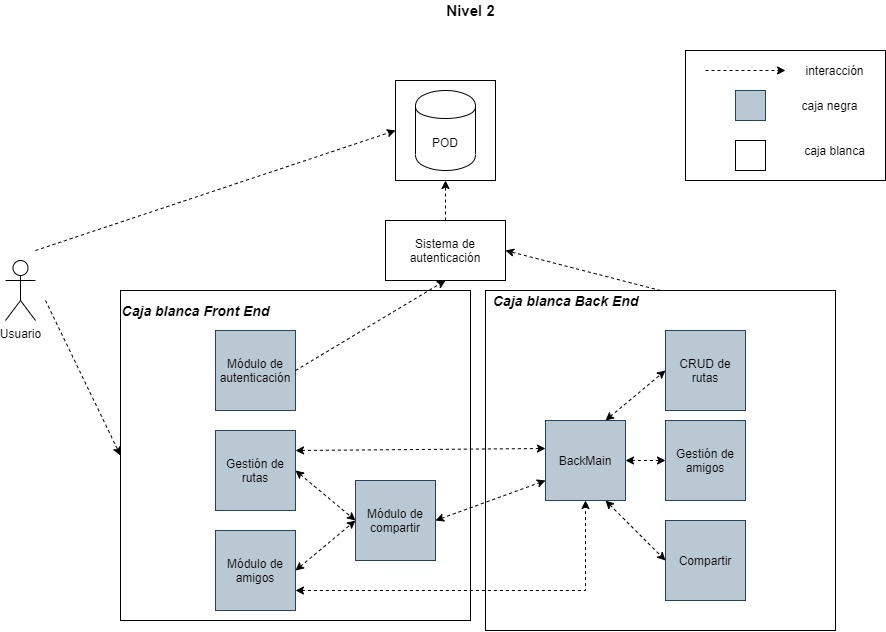 Nivel 2
interacción
caja negra
caja blanca
POD
Sistema de
autenticación
Usuario
Caja blanca Front End
Módulo de
autenticación
Gestión de
rutas
Módulo de
compartir
Módulo de
amigos
Caja blanca Back End
CRUD de
rutas
BackMain
Gestión de
amigos
Compartir